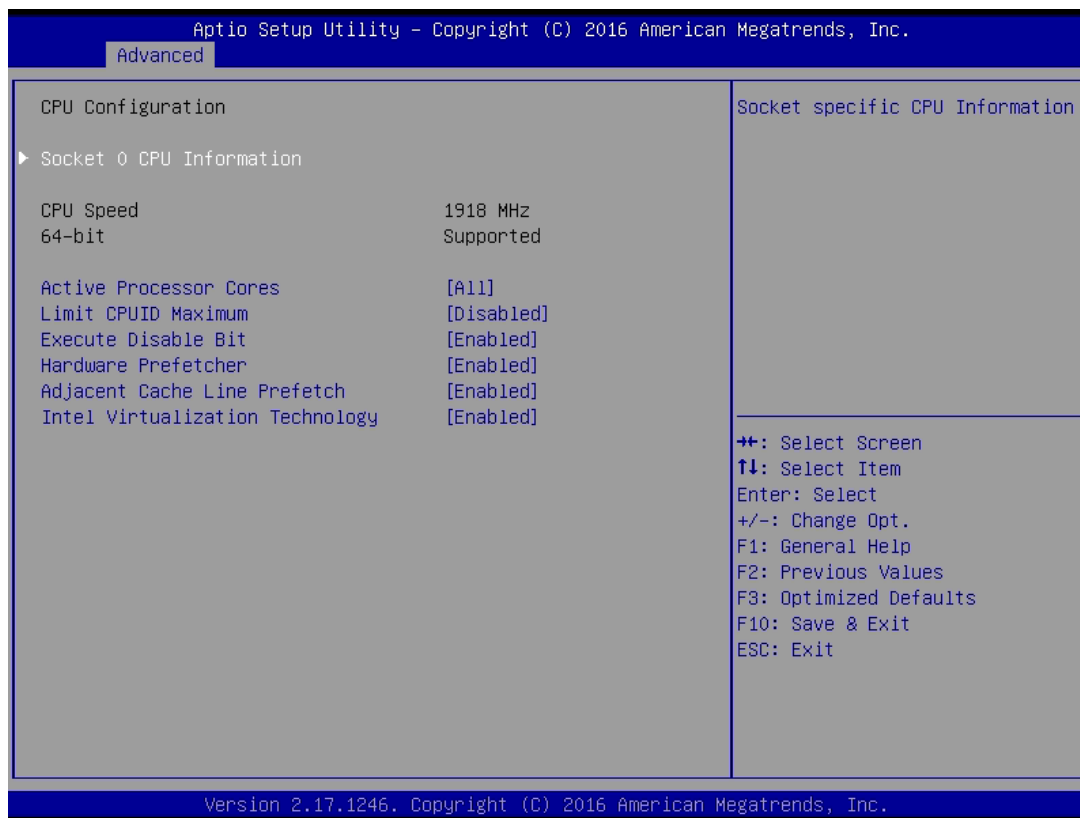 Aptio Setup Utility – Copyright (C) 2016 American Megatrends, Inc.
Advanced
CPU Configuration
Socket 0 CPU Information
CPU Speed 1918 MHz
64-bit Supported
Active Processor Cores [All]
Limit CPUID Maximum [Disabled]
Execute Disable Bit [Enabled]
Hardware Prefetcher [Enabled]
Adjacent Cache Line Prefetch [Enabled]
Intel Virtualization Technology [Enabled]
Socket specific CPU Information
→←: Select Screen
↑↓: Select Item
Enter: Select
+/-: Change Opt.
F1: General Help
F2: Previous Values
F3: Optimized Defaults
F10: Save & Exit
ESC: Exit
Version 2.17.1246. Copyright (C) 2016 American Megatrends, Inc.